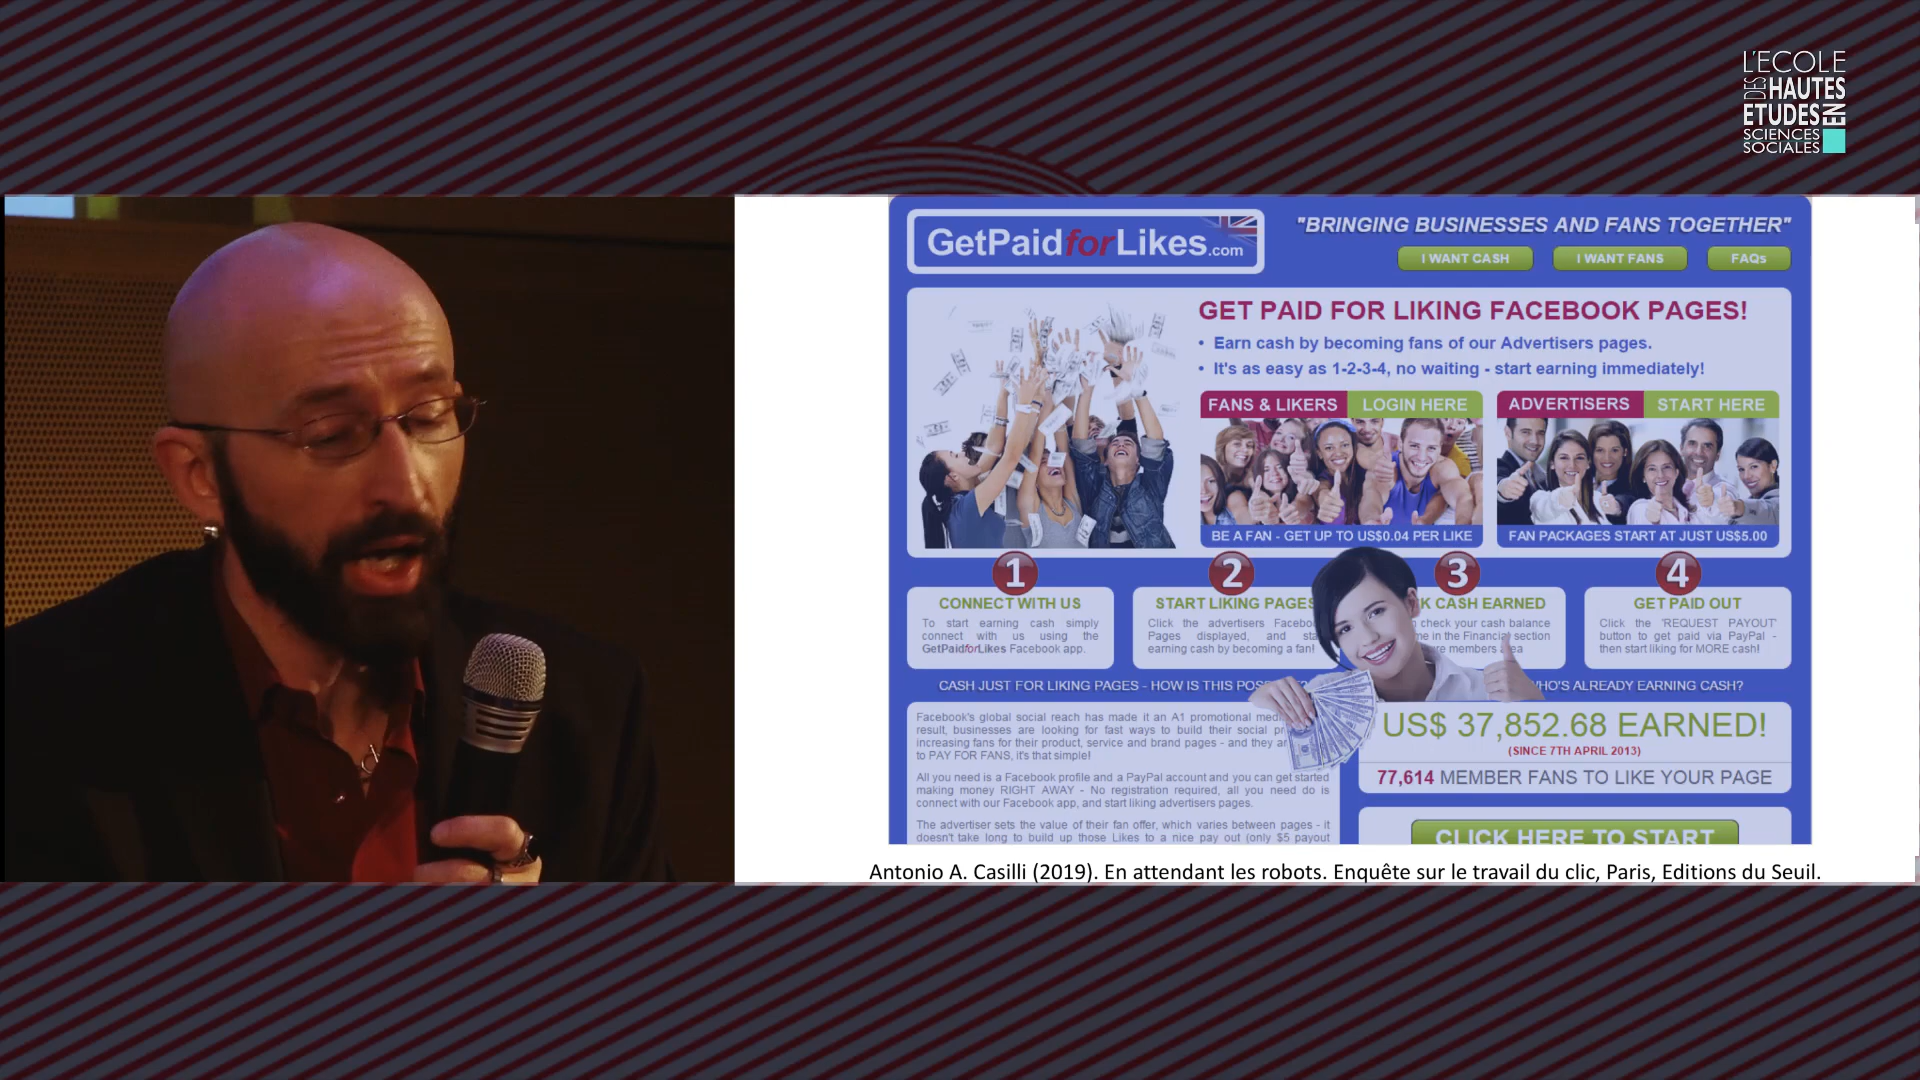 L'ECOLE
DES HAUTES
ETUDES EN
SCIENCES
SOCIALES
GetPaidforLikes.com
"BRINGING BUSINESSES AND FANS TOGETHER"
I WANT CASH
I WANT FANS
FAQs
GET PAID FOR LIKING FACEBOOK PAGES!
• Earn cash by becoming fans of our Advertisers pages.
• It's as easy as 1-2-3-4, no waiting - start earning immediately!
FANS & LIKERS LOGIN HERE
ADVERTISERS START HERE
BE A FAN - GET UP TO US$0.04 PER LIKE
FAN PACKAGES START AT JUST US$5.00
1
CONNECT WITH US
To start earning cash simply
connect with us using the
GetPaidforLikes Facebook app.
2
START LIKING PAGES
Click the advertisers
Pages displayed, and
earning cash by becoming a fan!
3
CASH EARNED
check your cash balance
in the Financial section
members area
4
GET PAID OUT
Click the 'REQUEST PAYOUT'
button to get paid via PayPal -
then start liking for MORE cash!
CASH JUST FOR LIKING PAGES - HOW IS THIS
WHO'S ALREADY EARNING CASH?
Facebook's global social reach has made it an A1 promotional
result, businesses are looking for fast ways to build their social
increasing fans for their product, service and brand pages - and they
to PAY FOR FANS, it's that simple!
All you need is a Facebook profile and a PayPal account and you can get started
making money RIGHT AWAY - No registration required, all you need do is
connect with our Facebook app, and start liking advertisers pages.
The advertiser sets the value of their fan offer, which varies between pages - it
doesn't take long to build up those Likes to a nice pay out (only $5 payout
US$ 37,852.68 EARNED!
(SINCE 7TH APRIL 2013)
77,614 MEMBER FANS TO LIKE YOUR PAGE
CLICK HERE TO START
Antonio A. Casilli (2019). En attendant les robots. Enquête sur le travail du clic, Paris, Editions du Seuil.